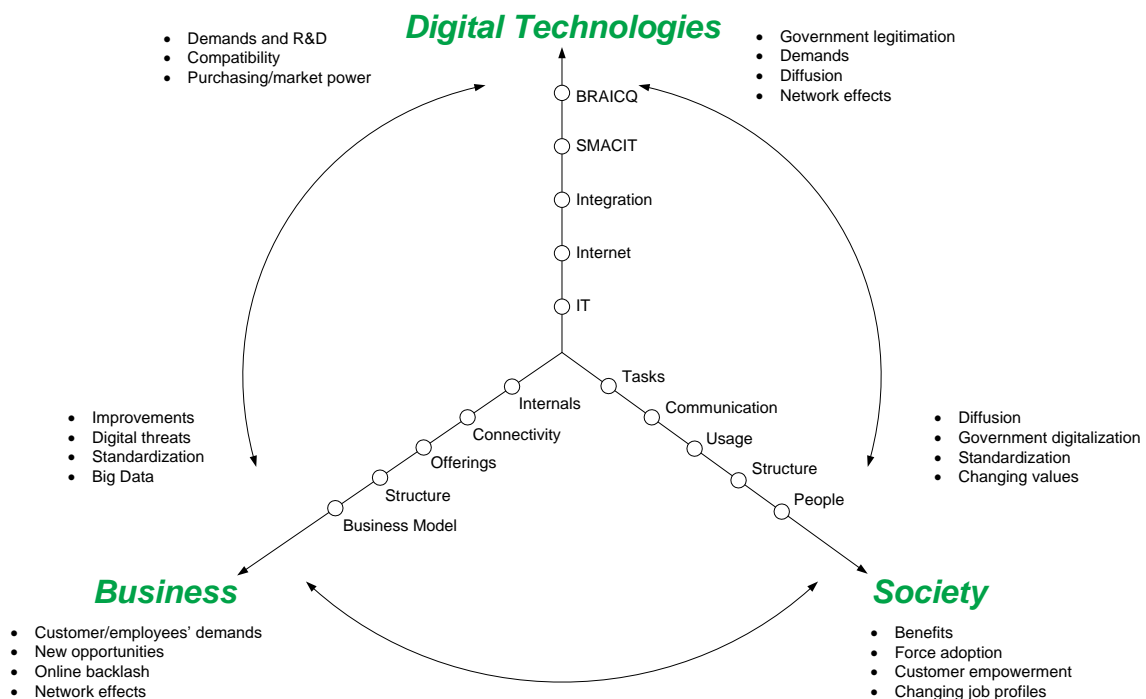 Digital Technologies
• Demands and R&D
• Compatibility
• Purchasing/market power
• Government legitimation
• Demands
• Diffusion
• Network effects
BRAICQ
SMACIT
Integration
Internet
IT
Tasks
Communication
Usage
Structure
People
Internals
Connectivity
Offerings
Structure
Business Model
• Improvements
• Digital threats
• Standardization
• Big Data
• Diffusion
• Government digitalization
• Standardization
• Changing values
Business
• Customer/employees’ demands
• New opportunities
• Online backlash
• Network effects
Society
• Benefits
• Force adoption
• Customer empowerment
• Changing job profiles